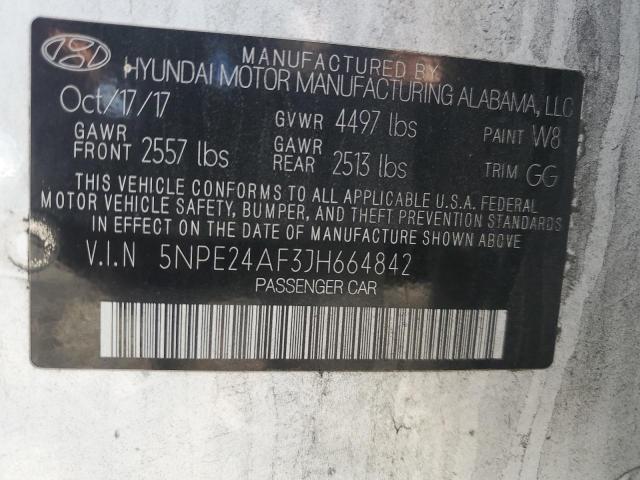 MANUFACTURED BY
HYUNDAI MOTOR MANUFACTURING ALABAMA, LLC
Oct/17/17 GVWR 4497 lbs PAINT W8
GAWR FRONT 2557 lbs GAWR REAR 2513 lbs TRIM GG
THIS VEHICLE CONFORMS TO ALL APPLICABLE U.S.A. FEDERAL
MOTOR VEHICLE SAFETY, BUMPER, AND THEFT PREVENTION STANDARDS
IN EFFECT ON THE DATE OF MANUFACTURE SHOWN ABOVE
V.I.N 5NPE24AF3JH664842
PASSENGER CAR